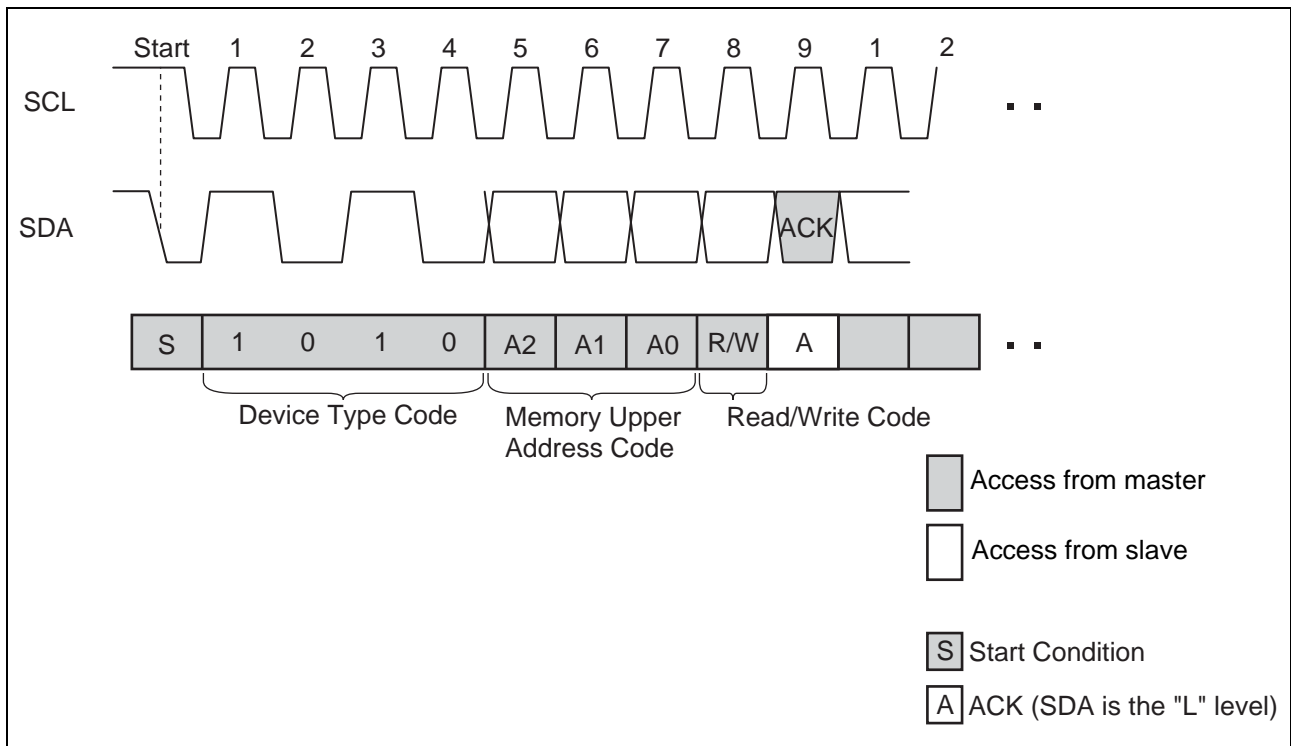 Start 1 2 3 4 5 6 7 8 9 1 2
SCL
SDA
ACK
S 1 0 1 0 A2 A1 A0 R/W A
Device Type Code
Memory Upper
Address Code
Read/Write Code
Access from master
Access from slave
S Start Condition
A ACK (SDA is the "L" level)